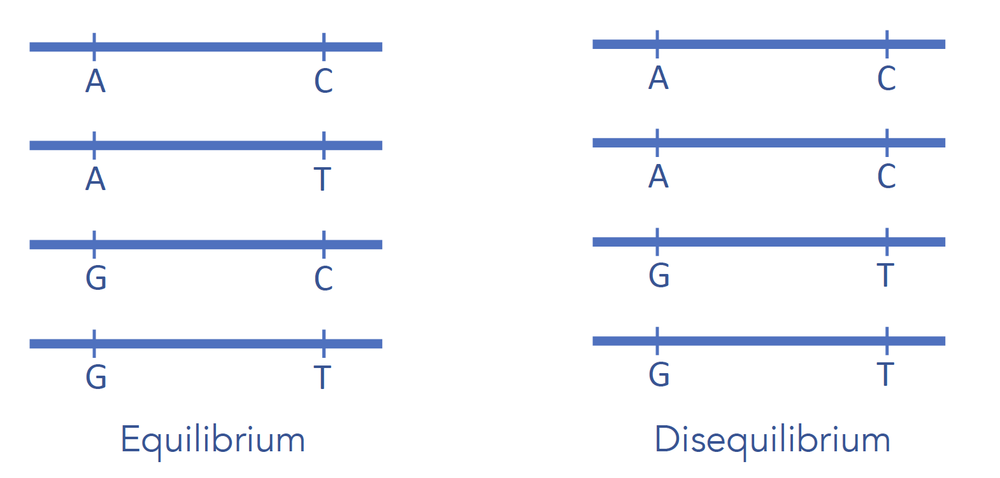 A C
A T
G C
G T
Equilibrium
A C
A C
G T
G T
Disequilibrium